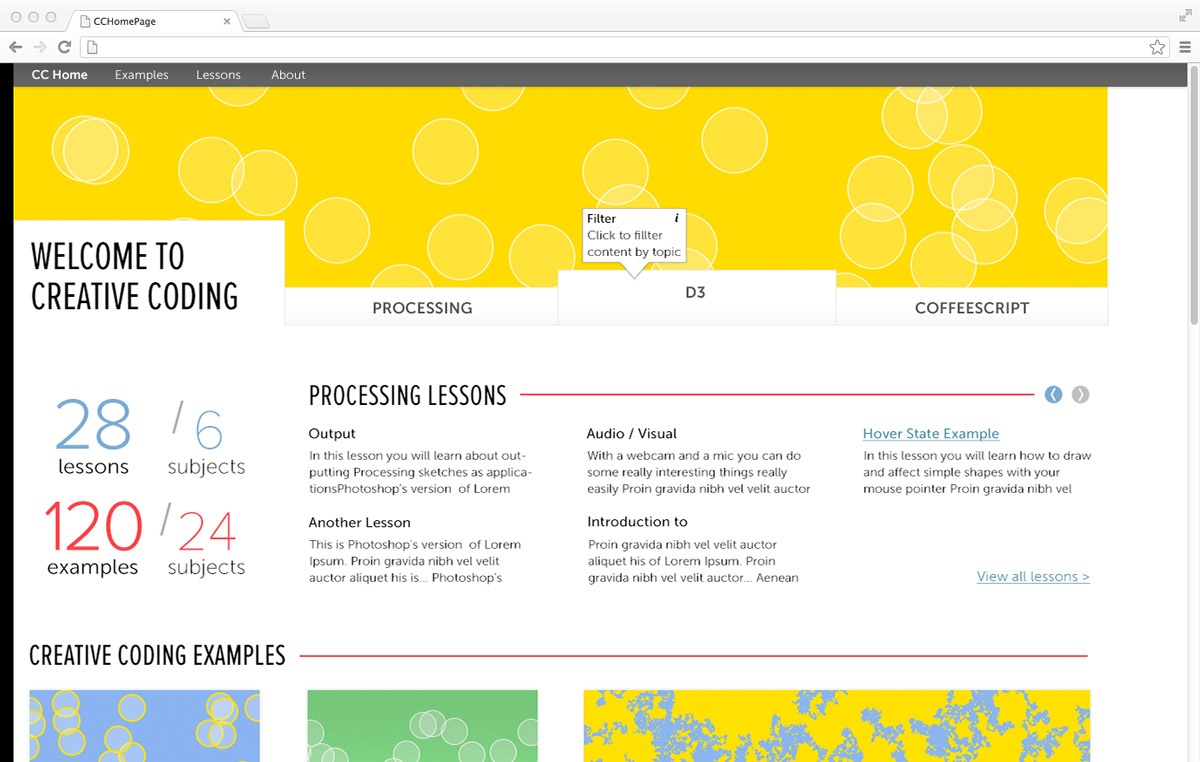 CCHomePage
CC Home Examples Lessons About
Filter i
Click to fillter
content by topic
WELCOME TO
CREATIVE CODING
PROCESSING
D3
COFFEESCRIPT
28 / 6
lessons subjects
120 / 24
examples subjects
PROCESSING LESSONS
Output
In this lesson you will learn about out-
putting Processing sketches as applica-
tionsPhotoshop's version of Lorem
Audio / Visual
With a webcam and a mic you can do
some really interesting things really
easily Proin gravida nibh vel velit auctor
Hover State Example
In this lesson you will learn how to draw
and affect simple shapes with your
mouse pointer Proin gravida nibh vel
Another Lesson
This is Photoshop's version of Lorem
Ipsum. Proin gravida nibh vel velit
auctor aliquet his is... Photoshop's
Introduction to
Proin gravida nibh vel velit auctor
aliquet his of Lorem Ipsum. Proin
gravida nibh vel velit auctor... Aenean
View all lessons >
CREATIVE CODING EXAMPLES